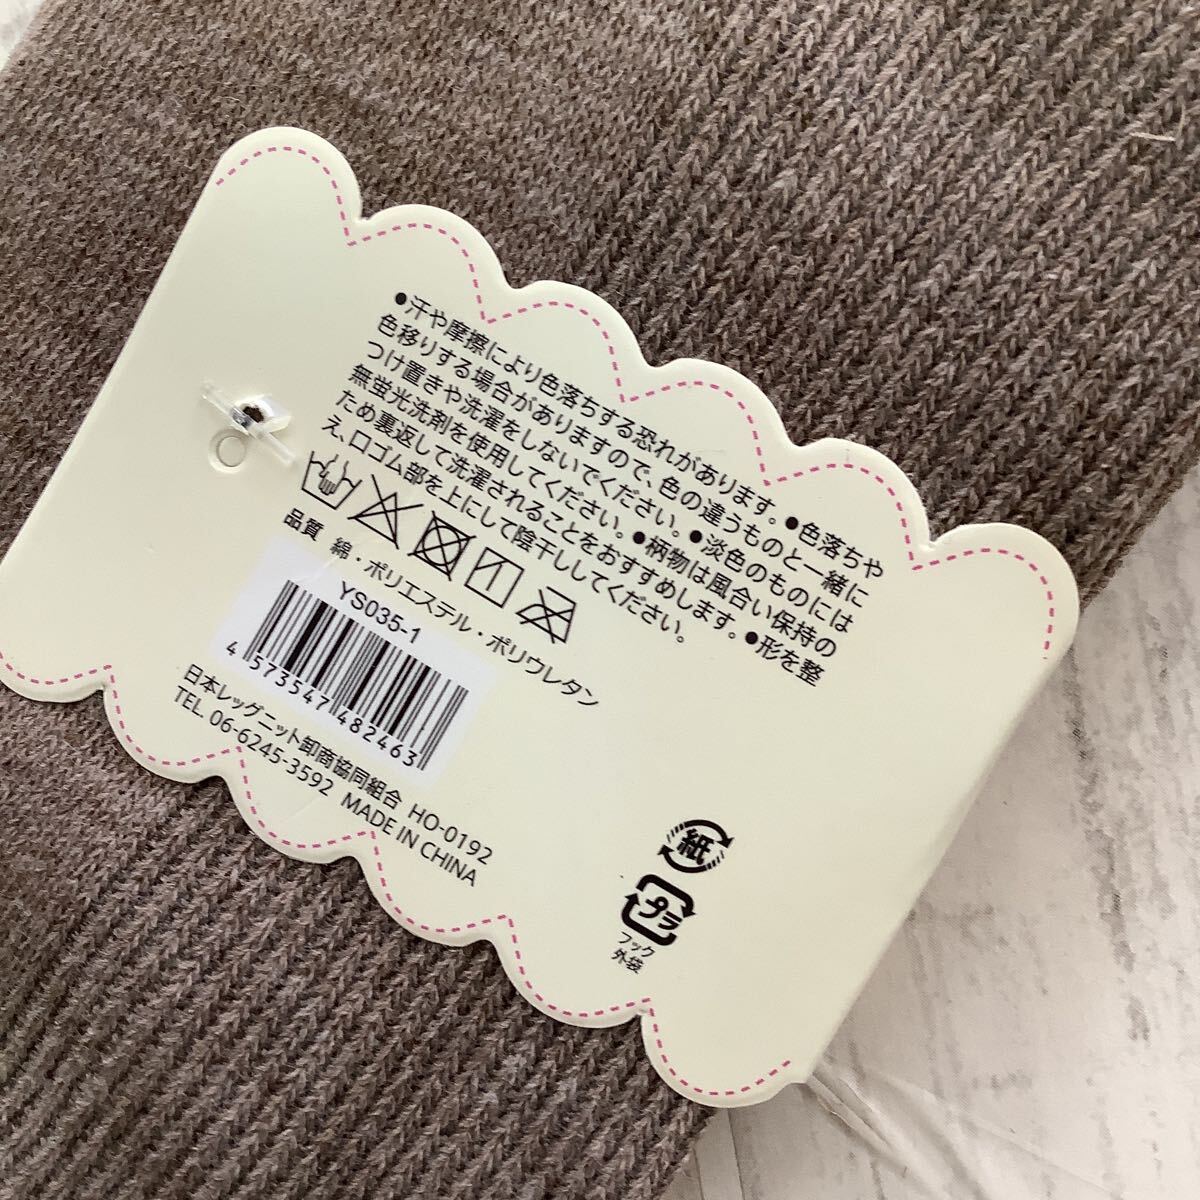 ●汗や摩擦により色落ちする恐れがあります。●色落ちや
色移りする場合がありますので、色の違うものと一緒に
つけ置きや洗濯をしないでください。●淡色のものには
無蛍光洗剤を使用してください。●柄物は風合い保持の
ため裏返して洗濯されることをおすすめします。●形を整
え、口ゴム部を上にして陰干ししてください。
品質 綿・ポリエステル・ポリウレタン
YS035-1
4 573547 482463
日本レッグニット卸商協同組合 HO-0192
TEL. 06-6245-3592 MADE IN CHINA
紙
プラ
フック
外袋